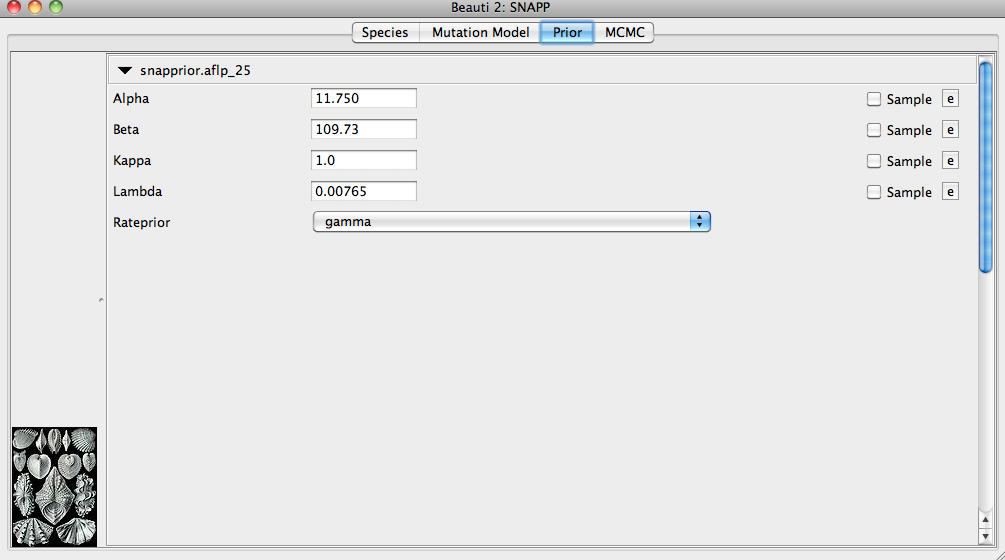 Beauti 2: SNAPP
Species Mutation Model Prior MCMC
snapprior.aflp_25
Alpha 11.750 Sample e
Beta 109.73 Sample e
Kappa 1.0 Sample e
Lambda 0.00765 Sample e
Rateprior gamma